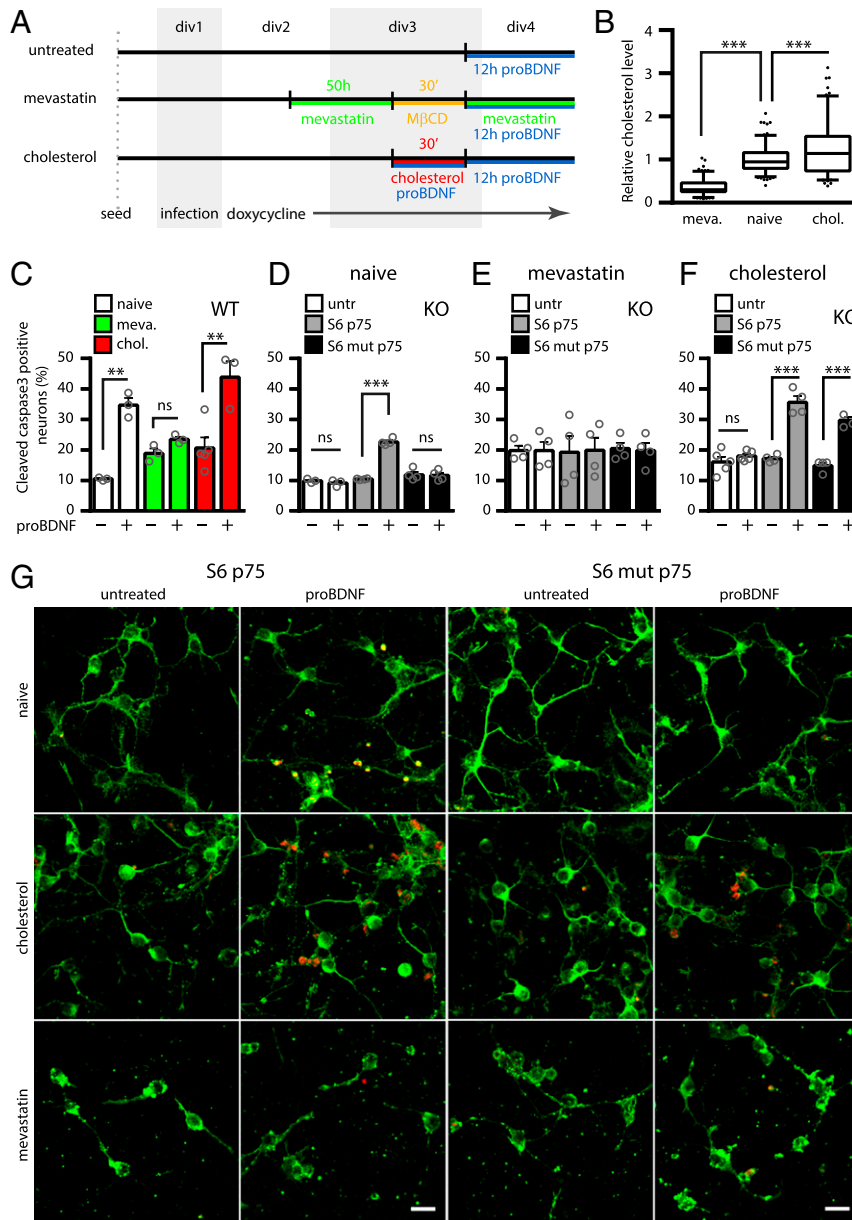 A
div1 div2 div3 div4
untreated
12h proBDNF
50h 30′
mevastatin
mevastatin MβCD mevastatin
12h proBDNF
30′
cholesterol
cholesterol
proBDNF 12h proBDNF
seed infection doxycycline
B
Relative cholesterol level
4
3
2
1
0
*** ***
meva. naive chol.
C
naive
meva.
chol.
WT
Cleaved caspase3 positive
neurons (%)
50
40
30
20
10
0
** ns **
proBDNF − + − + − +
D naive
untr
S6 p75
S6 mut p75
KO
50
40
30
20
10
0
ns *** ns
− + − + − +
E mevastatin
untr
S6 p75
S6 mut p75
KO
50
40
30
20
10
0
− + − + − +
F cholesterol
untr
S6 p75
S6 mut p75
KO
50
40
30
20
10
0
ns *** ***
− + − + − +
G
S6 p75 S6 mut p75
untreated proBDNF untreated proBDNF
naive
cholesterol
mevastatin